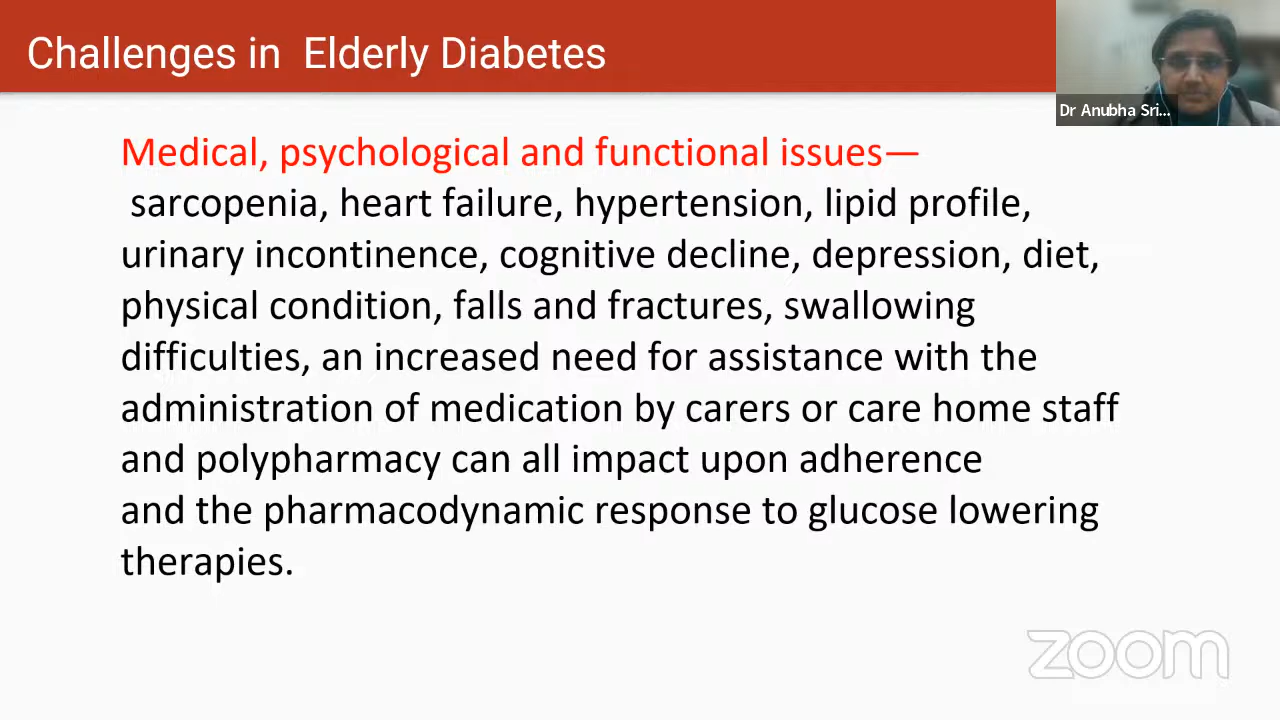 Challenges in Elderly Diabetes
Dr Anubha Sri...
Medical, psychological and functional issues—
sarcopenia, heart failure, hypertension, lipid profile,
urinary incontinence, cognitive decline, depression, diet,
physical condition, falls and fractures, swallowing
difficulties, an increased need for assistance with the
administration of medication by carers or care home staff
and polypharmacy can all impact upon adherence
and the pharmacodynamic response to glucose lowering
therapies.
zoom